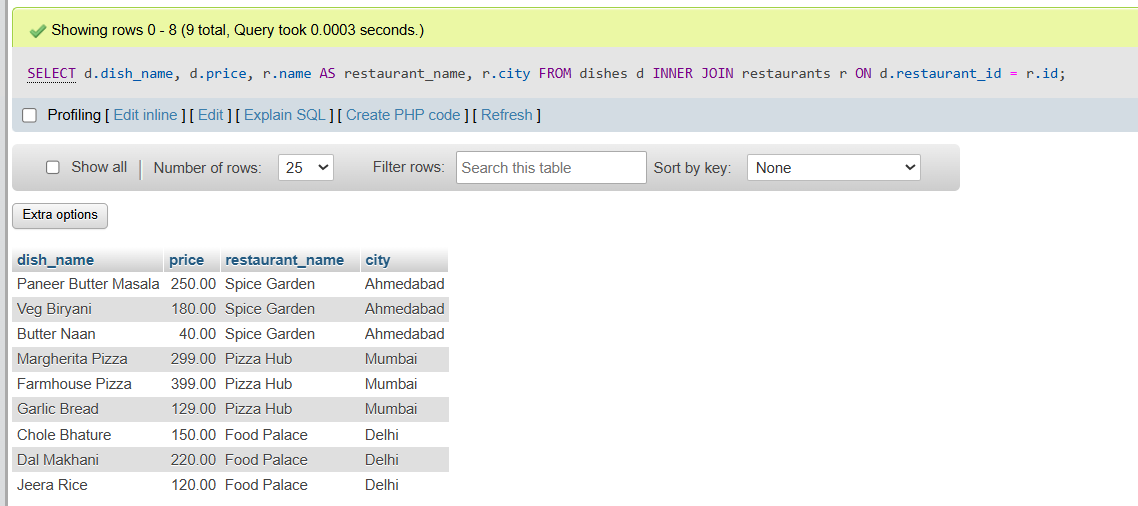 Showing rows 0 - 8 (9 total, Query took 0.0003 seconds.)
SELECT d.dish_name, d.price, r.name AS restaurant_name, r.city FROM dishes d INNER JOIN restaurants r ON d.restaurant_id = r.id;
Profiling [ Edit inline ] [ Edit ] [ Explain SQL ] [ Create PHP code ] [ Refresh ]
Show all Number of rows: 25 Filter rows: Search this table Sort by key: None
Extra options
dish_name price restaurant_name city
Paneer Butter Masala 250.00 Spice Garden Ahmedabad
Veg Biryani 180.00 Spice Garden Ahmedabad
Butter Naan 40.00 Spice Garden Ahmedabad
Margherita Pizza 299.00 Pizza Hub Mumbai
Farmhouse Pizza 399.00 Pizza Hub Mumbai
Garlic Bread 129.00 Pizza Hub Mumbai
Chole Bhature 150.00 Food Palace Delhi
Dal Makhani 220.00 Food Palace Delhi
Jeera Rice 120.00 Food Palace Delhi